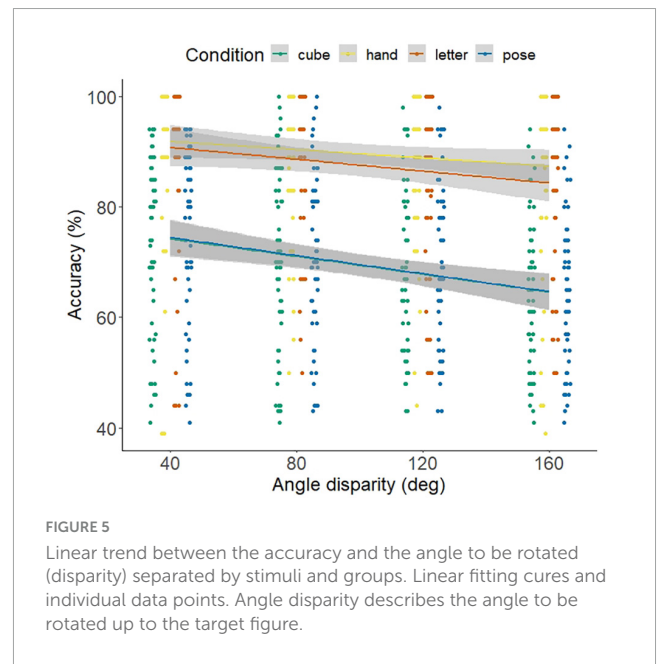 Condition cube hand letter pose
100
80
60
40
Accuracy (%)
40 80 120 160
Angle disparity (deg)
FIGURE 5
Linear trend between the accuracy and the angle to be rotated
(disparity) separated by stimuli and groups. Linear fitting cures and
individual data points. Angle disparity describes the angle to be
rotated up to the target figure.